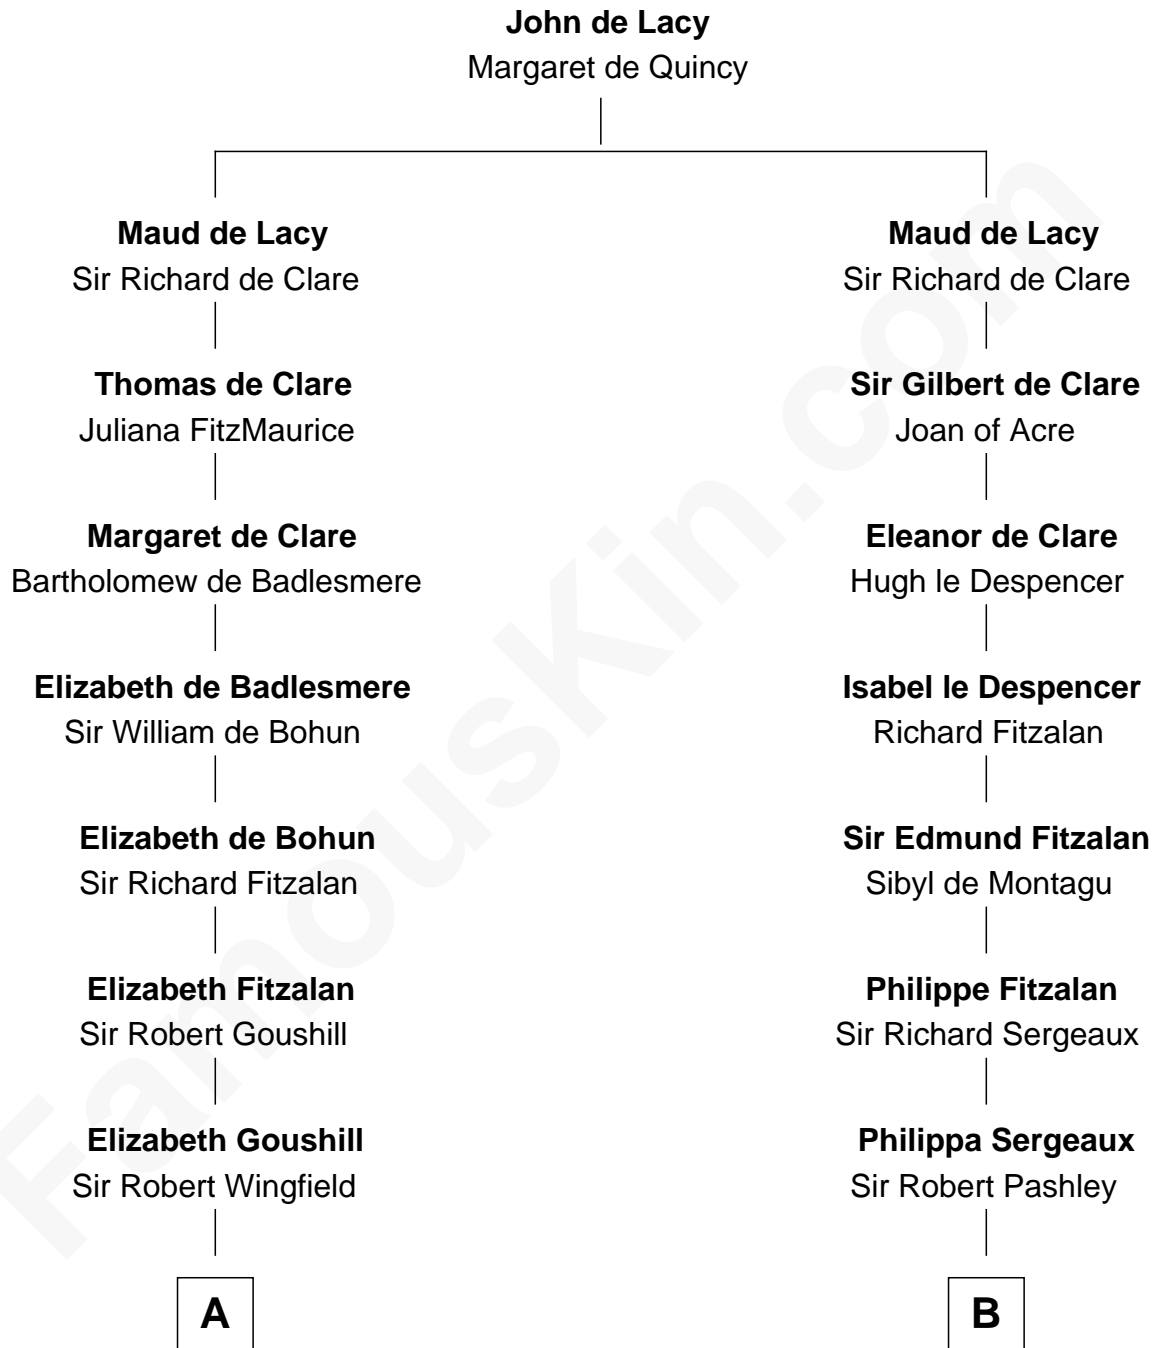 John de Lacy
Margaret de Quincy
Maud de Lacy
Sir Richard de Clare
Thomas de Clare
Juliana FitzMaurice
Margaret de Clare
Bartholomew de Badlesmere
Elizabeth de Badlesmere
Sir William de Bohun
Elizabeth de Bohun
Sir Richard Fitzalan
Elizabeth Fitzalan
Sir Robert Goushill
Elizabeth Goushill
Sir Robert Wingfield
A
Maud de Lacy
Sir Richard de Clare
Sir Gilbert de Clare
Joan of Acre
Eleanor de Clare
Hugh le Despencer
Isabel le Despencer
Richard Fitzalan
Sir Edmund Fitzalan
Sibyl de Montagu
Philippe Fitzalan
Sir Richard Sergeaux
Philippa Sergeaux
Sir Robert Pashley
B
FamousKin.com